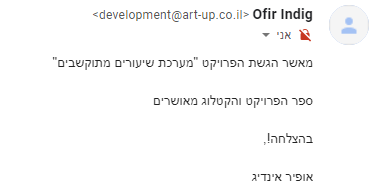 Ofir Indig <development@art-up.co.il>
אני
מאשר הגשת הפרויקט "מערכת שיעורים מתוקשבים"
ספר הפרויקט והקטלוג מאושרים
בהצלחה!,
אופיר אינדיג